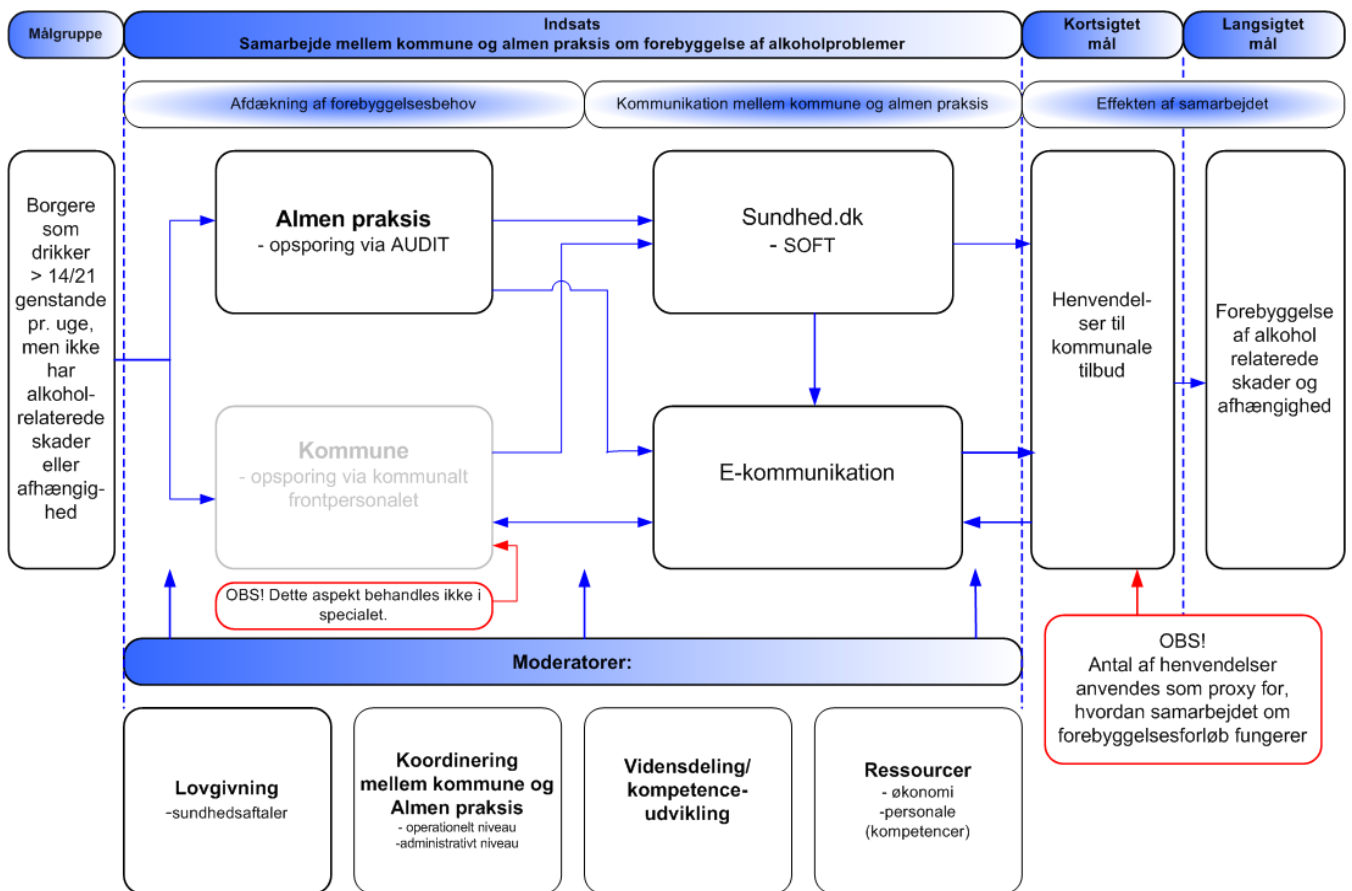 Målgruppe
Indsats
Samarbejde mellem kommune og almen praksis om forebyggelse af alkoholproblemer
Kortsigtet
mål
Langsigtet
mål
Afdækning af forebyggelsesbehov
Kommunikation mellem kommune og almen praksis
Effekten af samarbejdet
Borgere
som
drikker
> 14/21
genstande
pr. uge,
men ikke
har
alkohol-
relaterede
skader
eller
afhængig-
hed
Almen praksis
- opsporing via AUDIT
Sundhed.dk
- SOFT
Kommune
- opsporing via kommunalt
frontpersonalet
E-kommunikation
Henvendel-
ser til
kommunale
tilbud
Forebyggelse
af alkohol
relaterede
skader og
afhængighed
OBS! Dette aspekt behandles ikke i
specialet.
OBS!
Antal af henvendelser
anvendes som proxy for,
hvordan samarbejdet om
forebyggelsesforløb fungerer
Moderatorer:
Lovgivning
-sundhedsaftaler
Koordinering
mellem kommune og
Almen praksis
- operationelt niveau
-administrativt niveau
Vidensdeling/
kompetence-
udvikling
Ressourcer
- økonomi
-personale
(kompetencer)